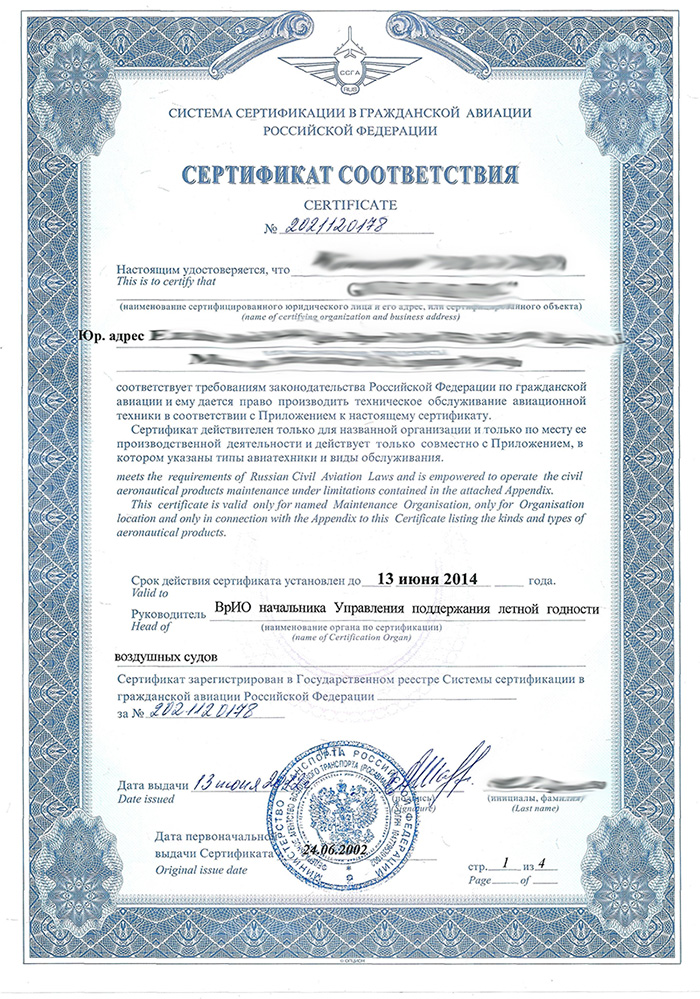 ССГА
RUS
СИСТЕМА СЕРТИФИКАЦИИ В ГРАЖДАНСКОЙ АВИАЦИИ
РОССИЙСКОЙ ФЕДЕРАЦИИ
СЕРТИФИКАТ СООТВЕТСТВИЯ
CERTIFICATE
№ 2021120178
Настоящим удостоверяется, что
This is to certify that
(наименование сертифицированного юридического лица и его адрес, или сертифицированного объекта)
(name of certifying organization and business address)
Юр. адрес
соответствует требованиям законодательства Российской Федерации по гражданской
авиации и ему дается право производить техническое обслуживание авиационной
техники в соответствии с Приложением к настоящему сертификату.
Сертификат действителен только для названной организации и только по месту ее
производственной деятельности и действует только совместно с Приложением, в
котором указаны типы авиатехники и виды обслуживания.
meets the requirements of Russian Civil Aviation Laws and is empowered to operate the civil
aeronautical products maintenance under limitations contained in the attached Appendix.
This certificate is valid only for named Maintenance Organisation, only for Organisation
location and only in connection with the Appendix to this Certificate listing the kinds and types of
aeronautical products.
Срок действия сертификата установлен до 13 июня 2014 года.
Valid to
Руководитель ВрИО начальника Управления поддержания летной годности
Head of (наименование органа по сертификации)
(name of Certification Organ)
воздушных судов
Сертификат зарегистрирован в Государственном реестре Системы сертификации в
гражданской авиации Российской Федерации
за № 2021120178
Дата выдачи 13 июня
Date issued
(подпись)
(Signature)
(инициалы, фамилия)
(Last name)
МИНИСТЕРСТВО ТРАНСПОРТА РОССИЙСКОЙ ФЕДЕРАЦИИ
Дата первоначальной
выдачи Сертификата 24.06.2002
Original issue date
стр. 1 из 4
Page of
ОПЦИОН